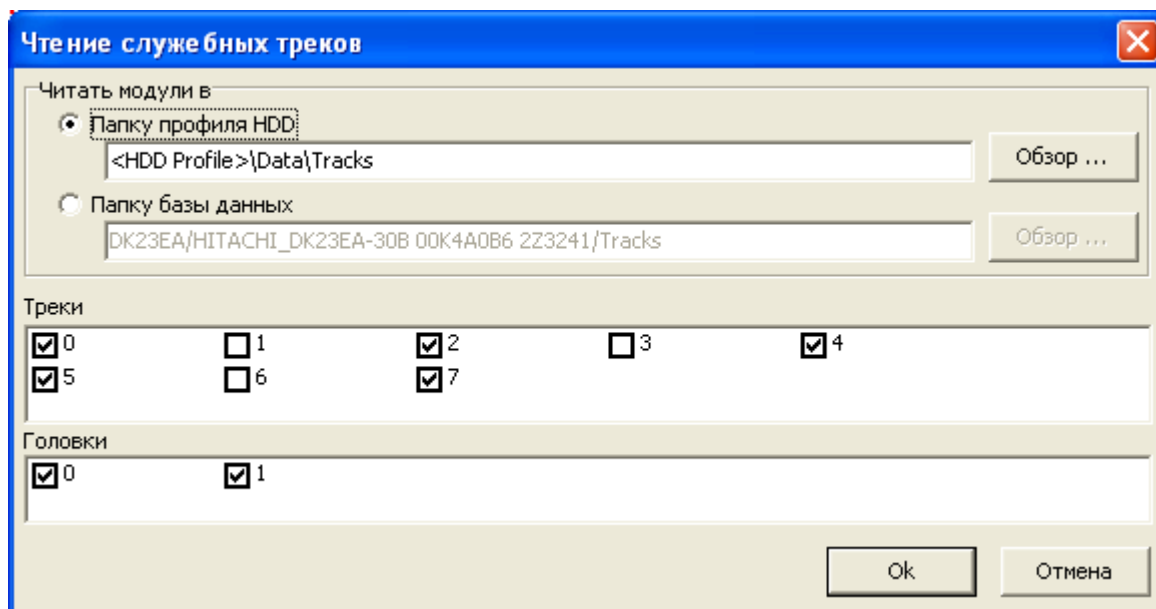 Чтение служебных треков
Читать модули в
Папку профиля HDD
<HDD Profile>\Data\Tracks
Обзор ...
Папку базы данных
DK23EA/HITACHI_DK23EA-30B 00K4A0B6 2Z3241/Tracks
Обзор ...
Треки
0 1 2 3 4
5 6 7
Головки
0 1
Ok Отмена